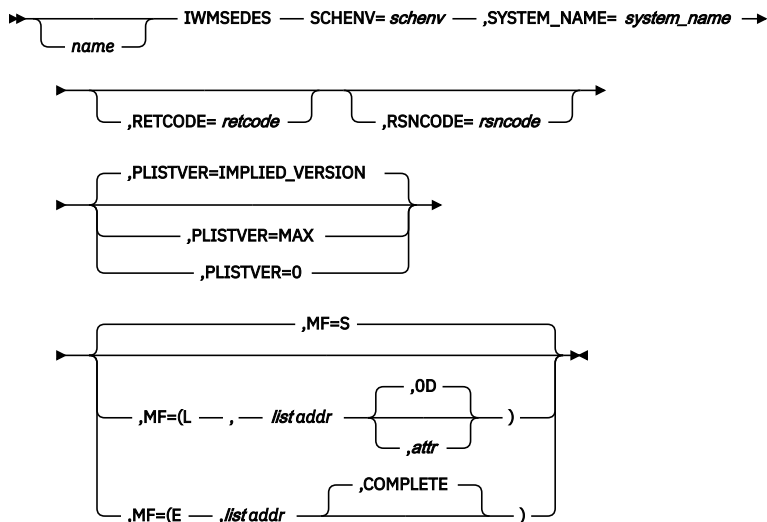 IWMSEDES SCHENV= schenv ,SYSTEM_NAME= system_name
name
,RETCODE= retcode ,RSNCODE= rsncode
,PLISTVER=IMPLIED_VERSION
,PLISTVER=MAX
,PLISTVER=0
,MF=S
,0D
,MF=(L , list addr )
,attr
,COMPLETE
,MF=(E ,list addr )